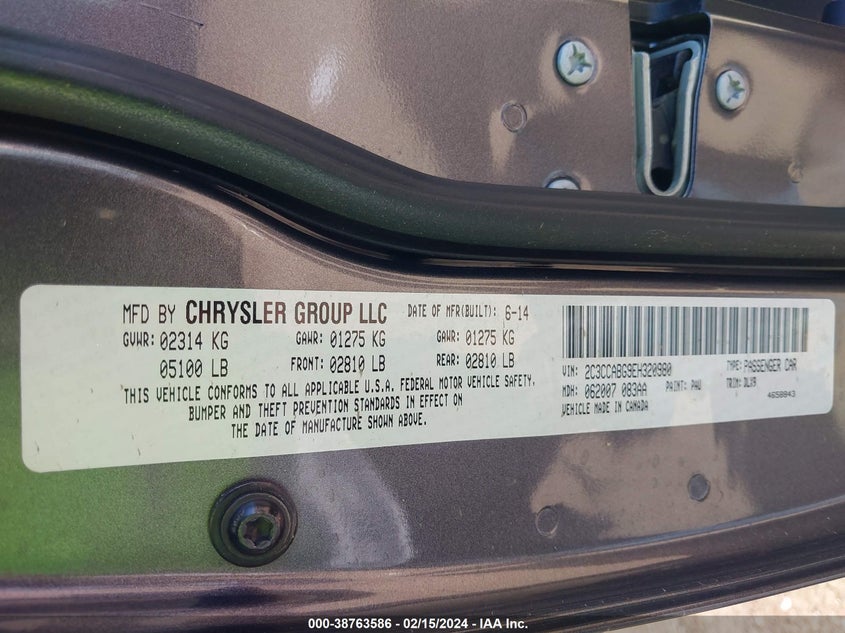 MFD BY CHRYSLER GROUP LLC DATE OF MFR(BUILT): 6-14
GVWR: 02314 KG GAWR: 01275 KG GAWR: 01275 KG
05100 LB FRONT: 02810 LB REAR: 02810 LB
THIS VEHICLE CONFORMS TO ALL APPLICABLE U.S.A. FEDERAL MOTOR VEHICLE SAFETY,
BUMPER AND THEFT PREVENTION STANDARDS IN EFFECT ON
THE DATE OF MANUFACTURE SHOWN ABOVE.
VIN: 2C3CCABG9EH320980 TYPE: PASSENGER CAR
MDH: 062007 083AA PAINT: PAU TRIM: DLX9
VEHICLE MADE IN CANADA 4658843
000-38763586 / 02/15/2024 - IAA Inc.